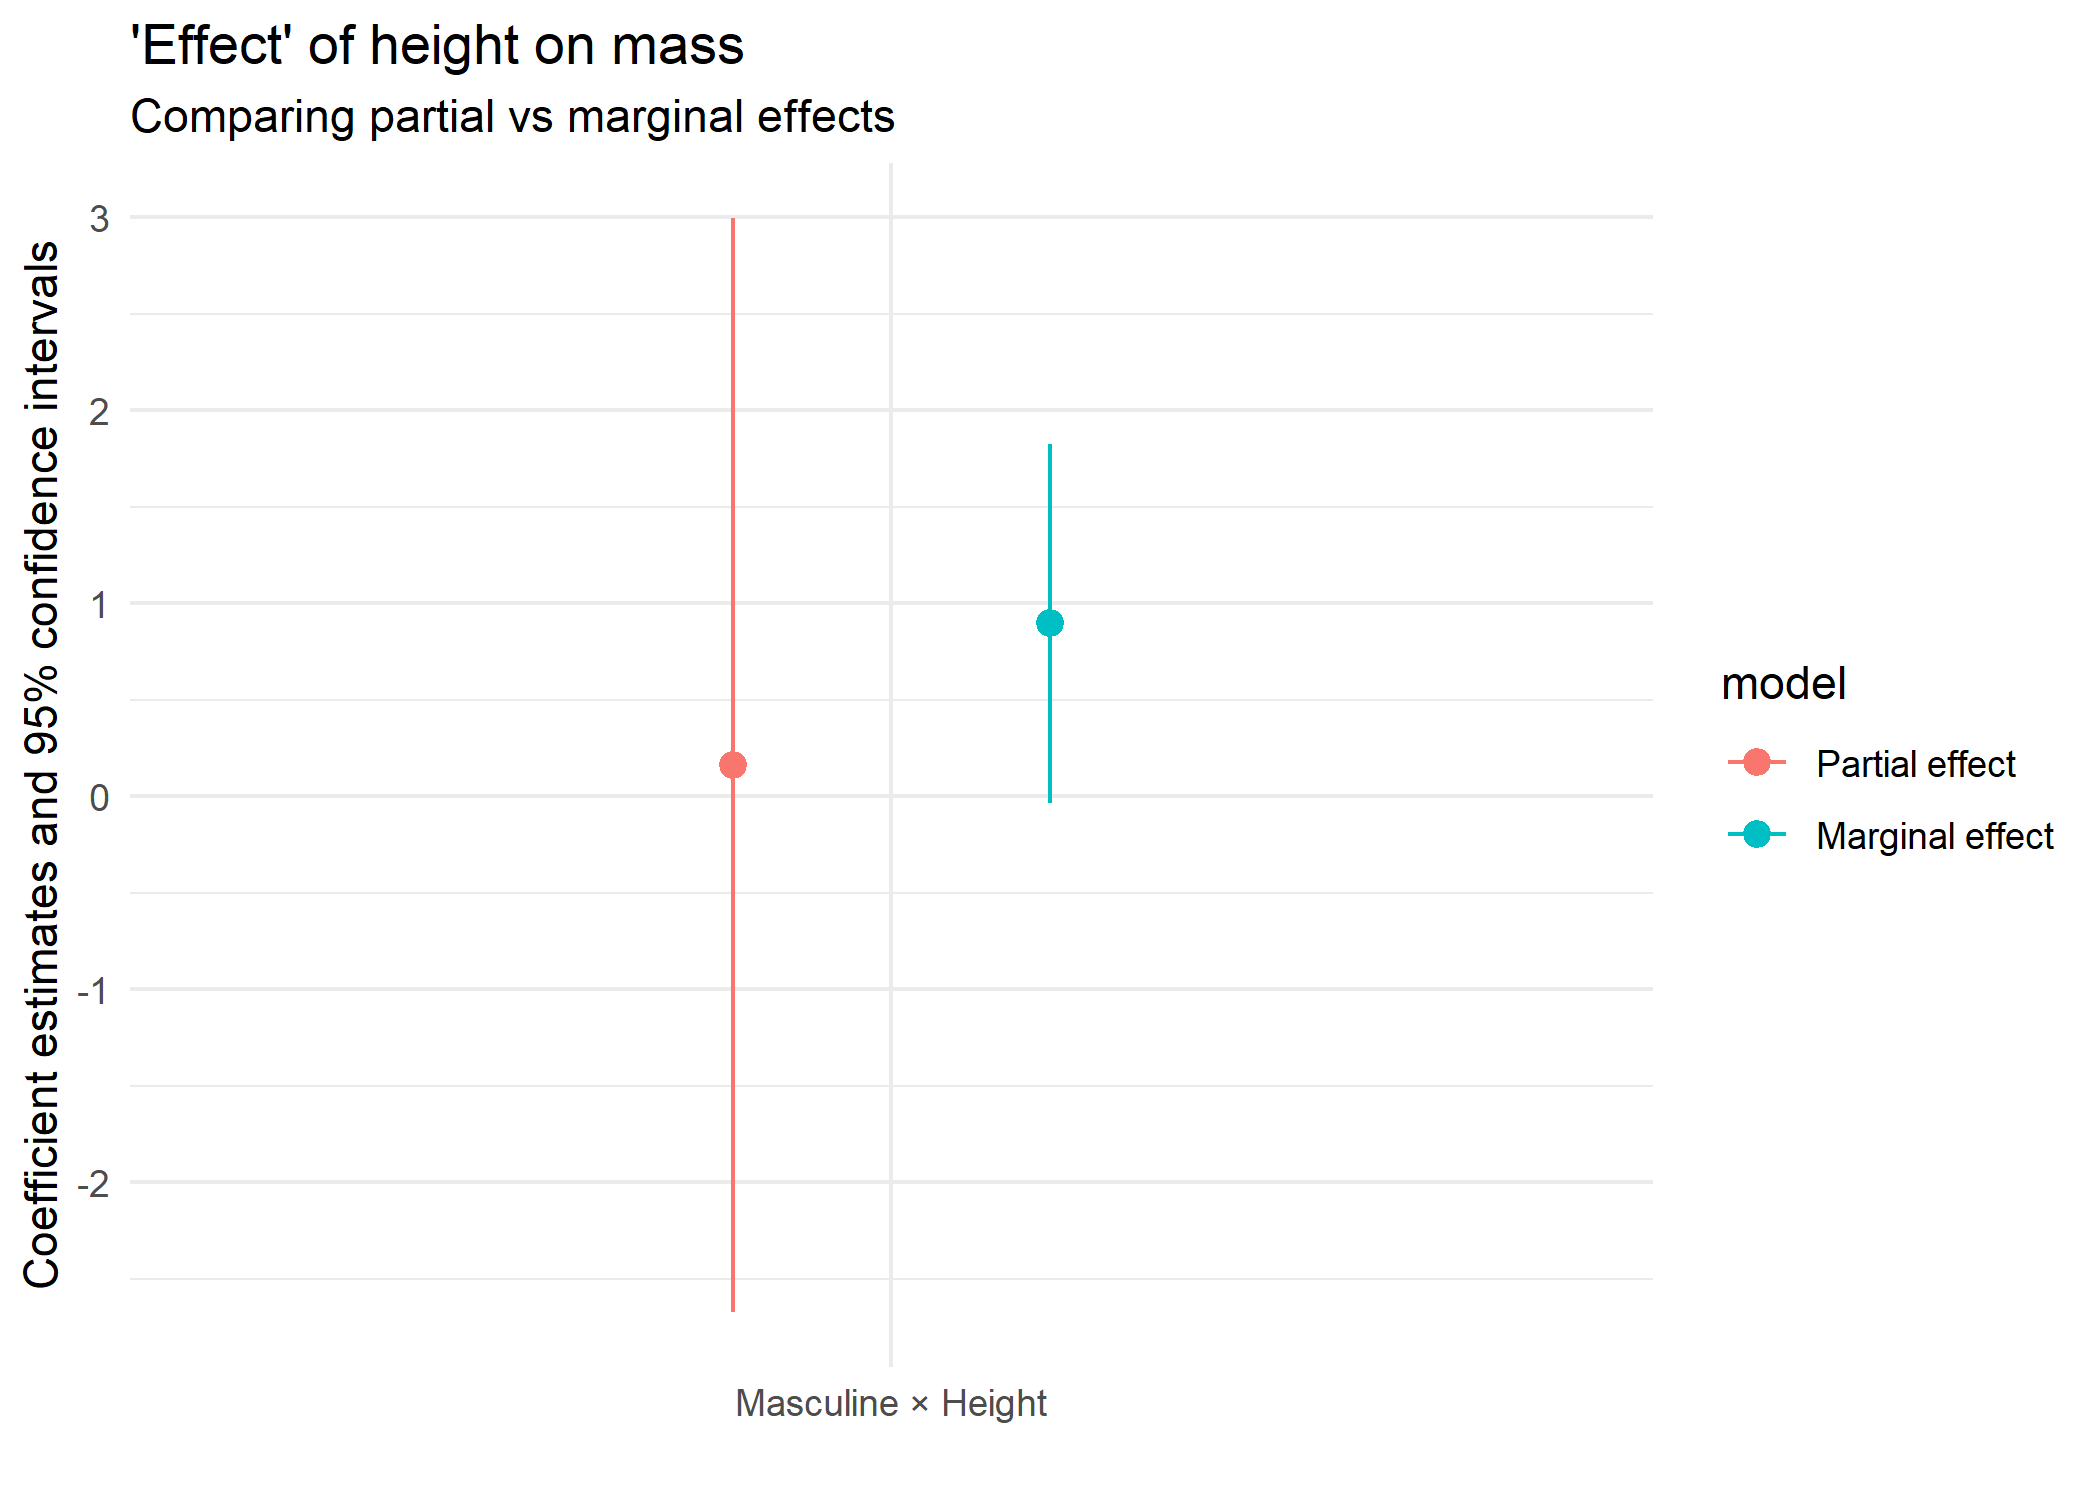 'Effect' of height on mass
Comparing partial vs marginal effects
Coefficient estimates and 95% confidence intervals
3
2
1
0
-1
-2
Masculine × Height
model
Partial effect
Marginal effect